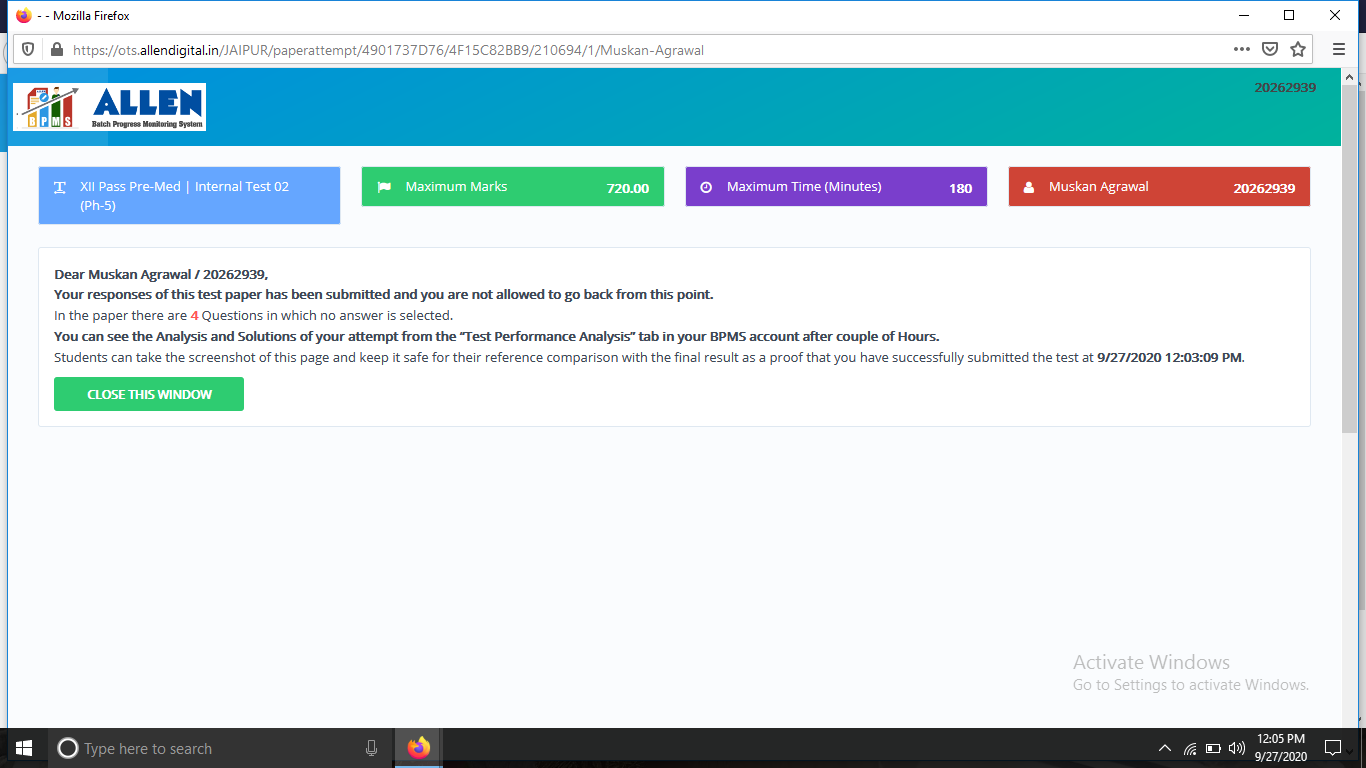 - - Mozilla Firefox
https://ots.allendigital.in/JAIPUR/paperattempt/4901737D76/4F15C82BB9/210694/1/Muskan-Agrawal
BPMS
ALLEN
Batch Progress Monitoring System
20262939
XII Pass Pre-Med | Internal Test 02
(Ph-5)
Maximum Marks 720.00
Maximum Time (Minutes) 180
Muskan Agrawal 20262939
Dear Muskan Agrawal / 20262939,
Your responses of this test paper has been submitted and you are not allowed to go back from this point.
In the paper there are 4 Questions in which no answer is selected.
You can see the Analysis and Solutions of your attempt from the “Test Performance Analysis” tab in your BPMS account after couple of Hours.
Students can take the screenshot of this page and keep it safe for their reference comparison with the final result as a proof that you have successfully submitted the test at 9/27/2020 12:03:09 PM.
CLOSE THIS WINDOW
Activate Windows
Go to Settings to activate Windows.
Type here to search
12:05 PM
9/27/2020